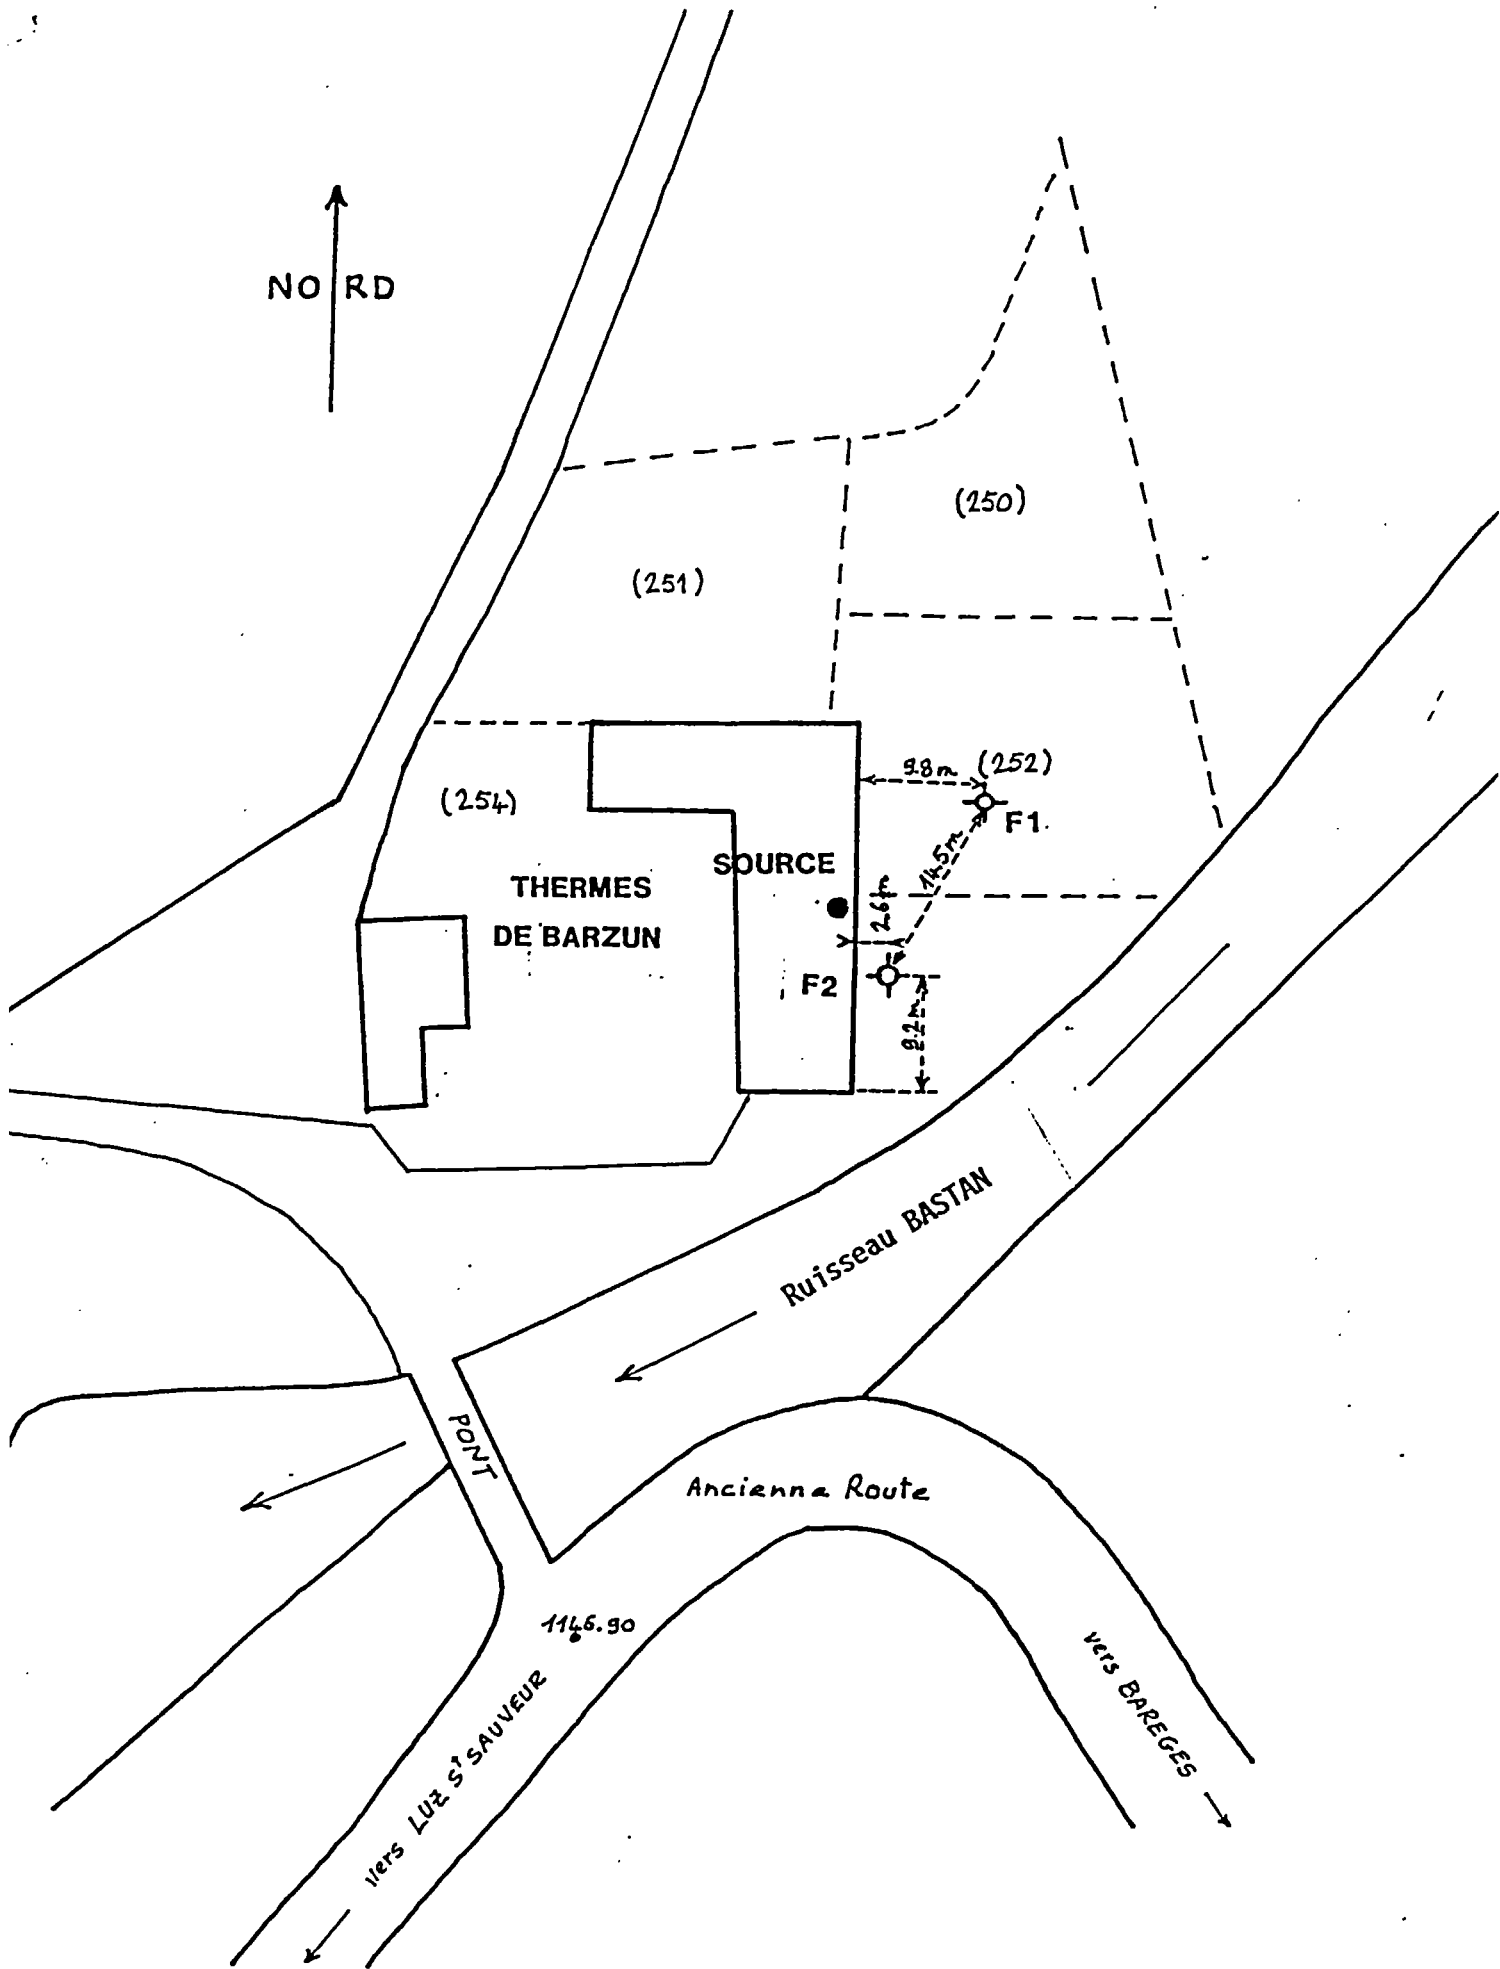 NORD
(250)
(251)
9.8m
(252)
(254)
F1
14.5m
SOURCE
THERMES
DE BARZUN
2.6m
F2
9.2m
Ruisseau BASTAN
PONT
Ancienne Route
1146.90
vers BAREGES
vers LUZ St SAUVEUR